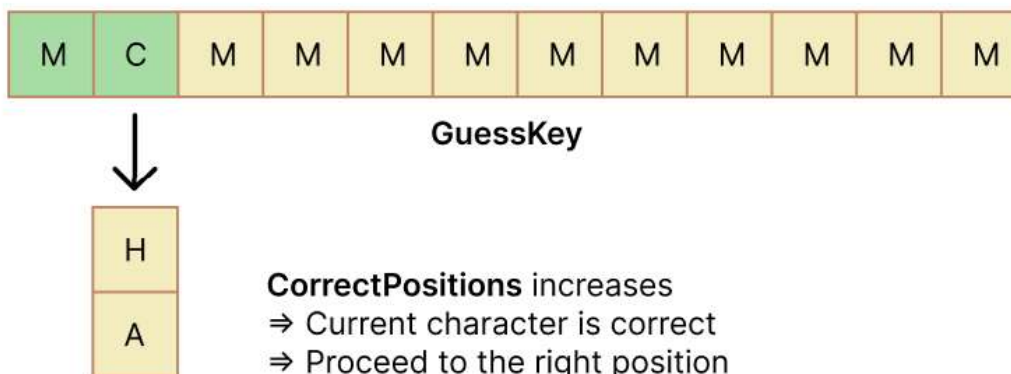 M C M M M M M M M M M M
GuessKey
H
A
CorrectPositions increases
⇒ Current character is correct
⇒ Proceed to the right position